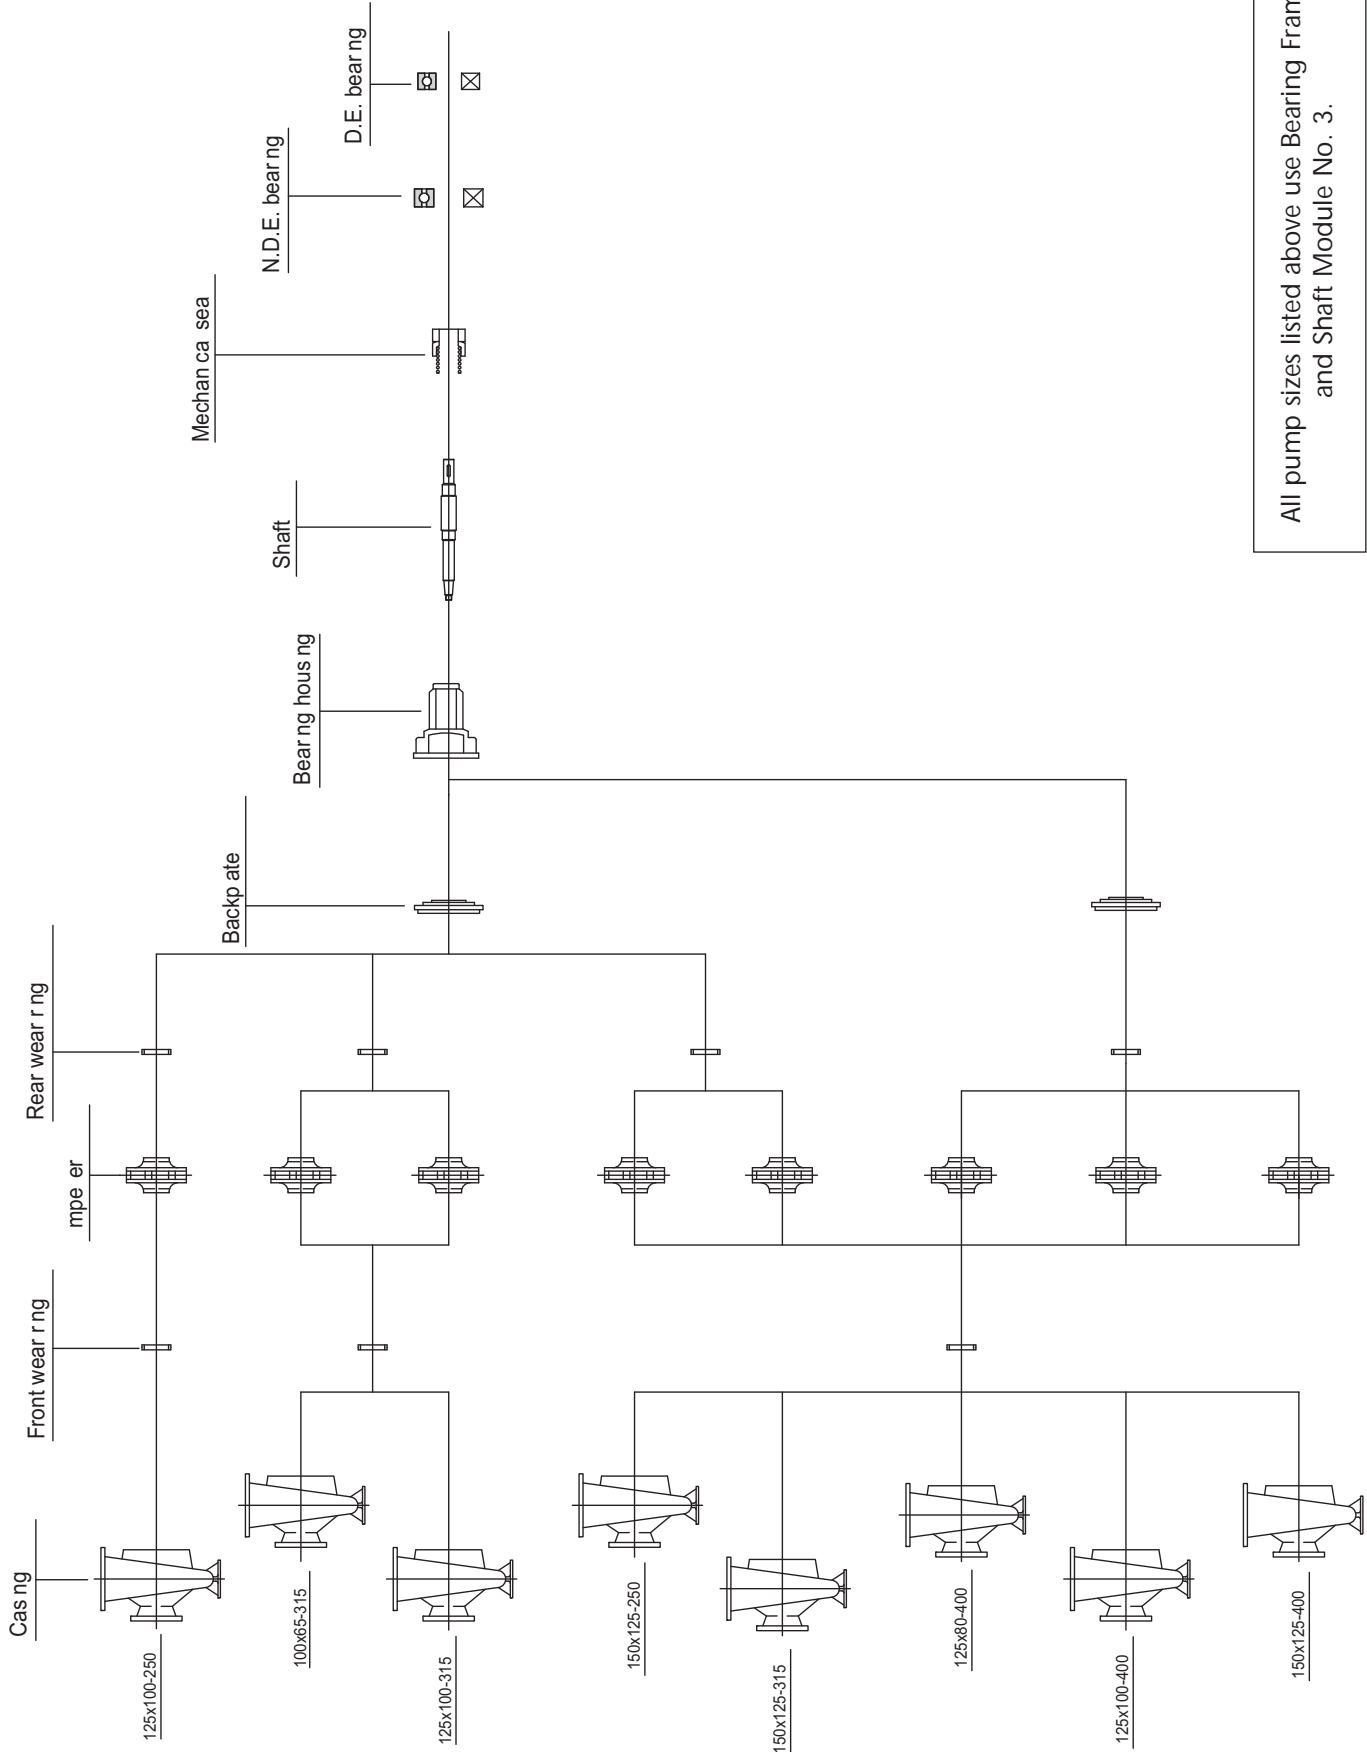 Cas ng
Front wear r ng
mpe er
Rear wear r ng
Backp ate
Bear ng hous ng
Shaft
Mechan ca sea
N.D.E. bear ng
D.E. bear ng
125x100-250
100x65-315
125x100-315
150x125-250
150x125-315
125x80-400
125x100-400
150x125-400
All pump sizes listed above use Bearing Fram
and Shaft Module No. 3.